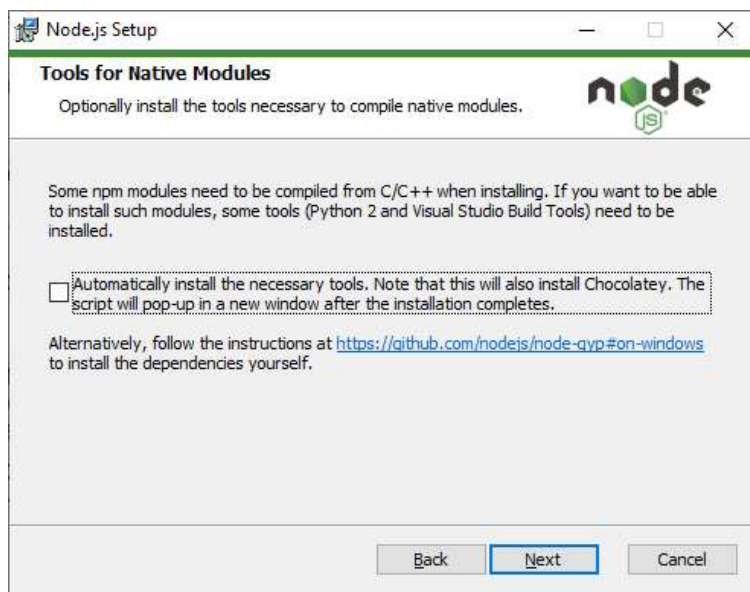 Node.js Setup
Tools for Native Modules
Optionally install the tools necessary to compile native modules.
node
JS
Some npm modules need to be compiled from C/C++ when installing. If you want to be able
to install such modules, some tools (Python 2 and Visual Studio Build Tools) need to be
installed.
Automatically install the necessary tools. Note that this will also install Chocolatey. The
script will pop-up in a new window after the installation completes.
Alternatively, follow the instructions at https://github.com/nodejs/node-gyp#on-windows
to install the dependencies yourself.
Back
Next
Cancel